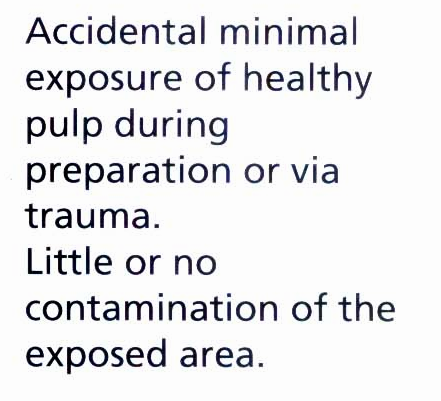 Accidental minimal
exposure of healthy
pulp during
preparation or via
trauma.
Little or no
contamination of the
exposed area.